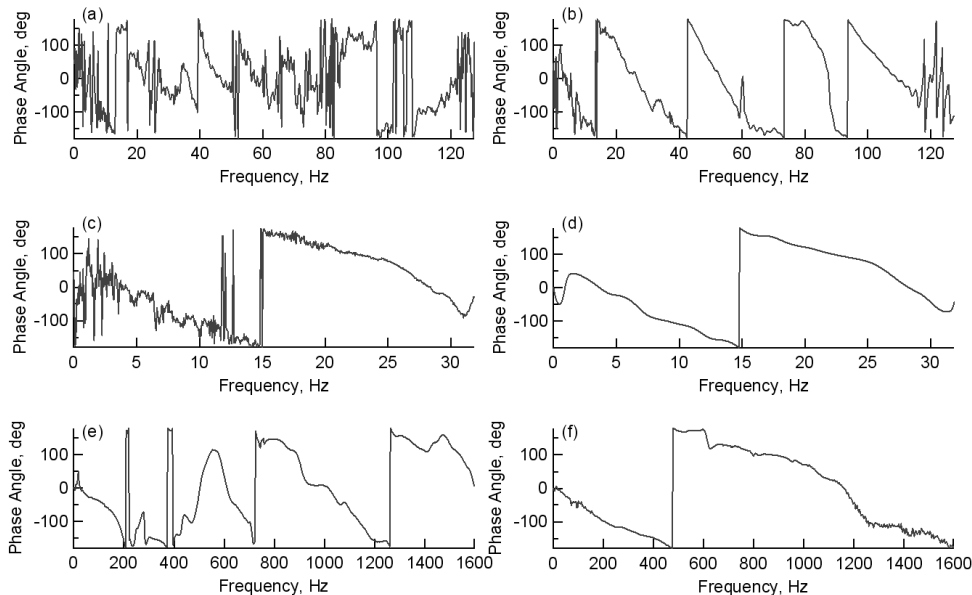 (a)
(b)
Phase Angle, deg
100
0
-100
0 20 40 60 80 100 120
Frequency, Hz
Phase Angle, deg
100
0
-100
0 20 40 60 80 100 120
Frequency, Hz
(c)
(d)
Phase Angle, deg
100
0
-100
0 5 10 15 20 25 30
Frequency, Hz
Phase Angle, deg
100
0
-100
0 5 10 15 20 25 30
Frequency, Hz
(e)
(f)
Phase Angle, deg
100
0
-100
0 200 400 600 800 1000 1200 1400 1600
Frequency, Hz
Phase Angle, deg
100
0
-100
0 200 400 600 800 1000 1200 1400 1600
Frequency, Hz